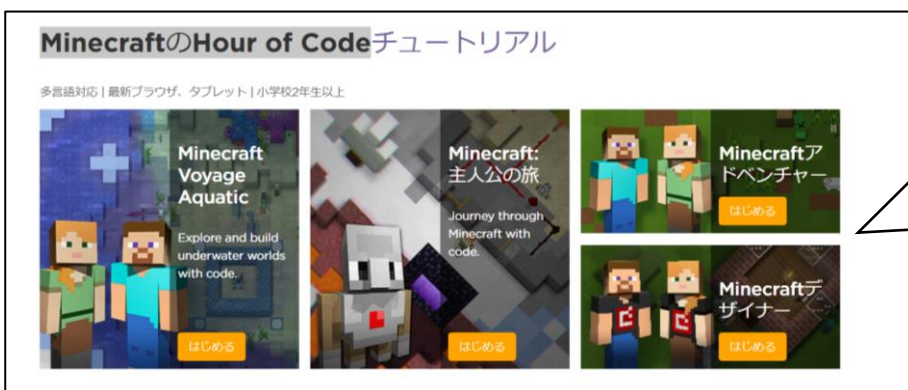 MinecraftのHour of Codeチュートリアル
多言語対応 | 最新ブラウザ、タブレット | 小学校2年生以上
Minecraft
Voyage
Aquatic
Explore and build
underwater worlds
with code.
はじめる
Minecraft:
主人公の旅
Journey through
Minecraft with
code.
はじめる
Minecraftア
ドベンチャー
はじめる
Minecraftデ
ザイナー
はじめる